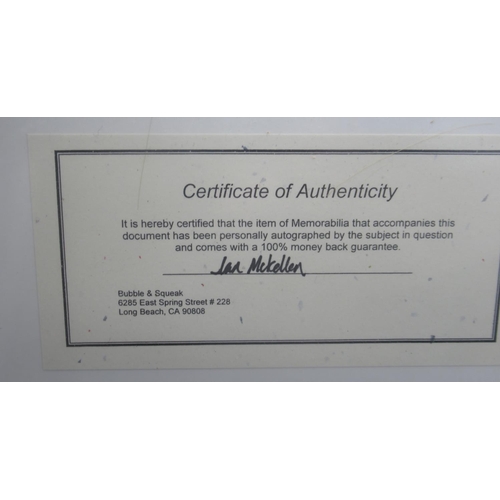 Certificate of Authenticity
It is hereby certified that the item of Memorabilia that accompanies this
document has been personally autographed by the subject in question
and comes with a 100% money back guarantee.
Ian McKellen
Bubble & Squeak
6285 East Spring Street # 228
Long Beach, CA 90808